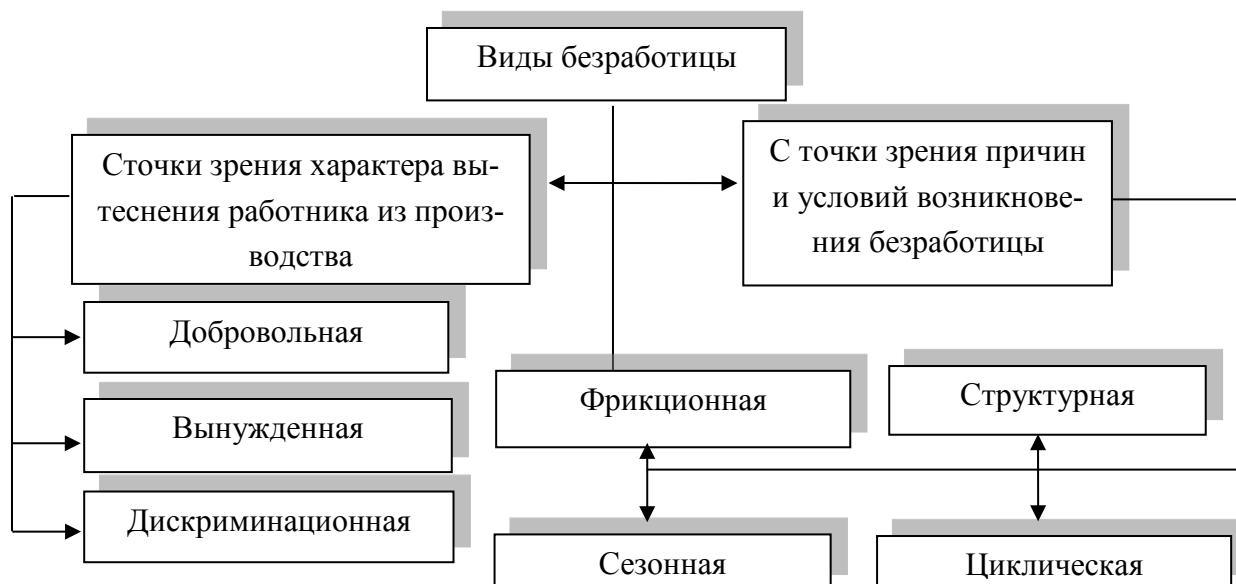 Виды безработицы
Сточки зрения характера вы-
теснения работника из произ-
водства
С точки зрения причин
и условий возникнове-
ния безработицы
Добровольная
Вынужденная
Дискриминационная
Фрикционная
Структурная
Сезонная
Циклическая